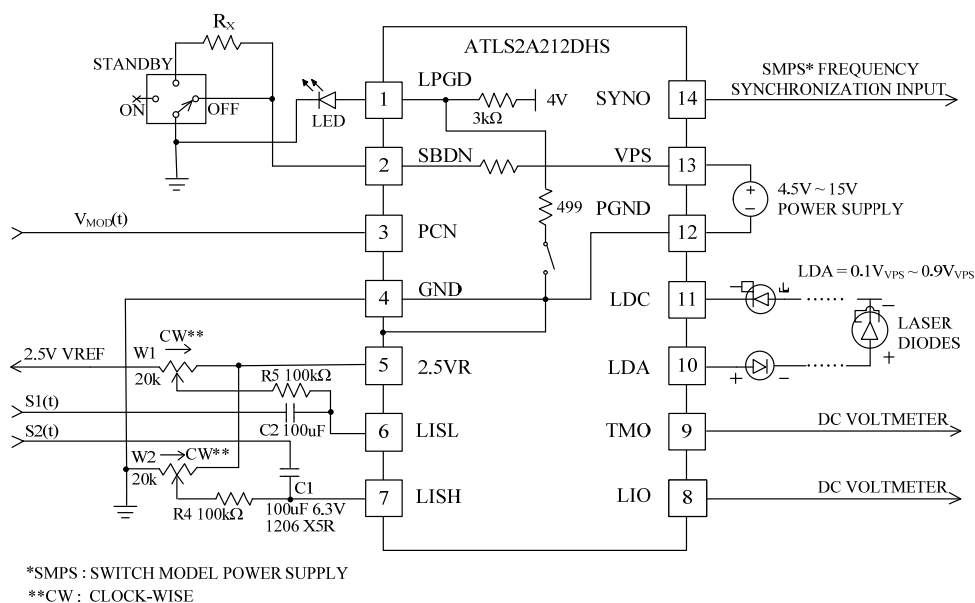 R_X
ATLS2A212DHS
STANDBY
ON
OFF
LED
1
LPGD
3kΩ
4V
SYNO
14
SMPS* FREQUENCY
SYNCHRONIZATION INPUT
2
SBDN
VPS
13
4.5V ~ 15V
POWER SUPPLY
V_MOD(t)
3
PCN
499
PGND
12
LDA = 0.1V_VPS ~ 0.9V_VPS
4
GND
LDC
11
LASER
DIODES
2.5V VREF
W1
CW**
20k
5
2.5VR
LDA
10
R5 100kΩ
S1(t)
C2 100uF
6
LISL
TMO
9
DC VOLTMETER
S2(t)
W2
CW**
20k
R4 100kΩ
C1
100uF 6.3V
1206 X5R
7
LISH
LIO
8
DC VOLTMETER
*SMPS : SWITCH MODEL POWER SUPPLY
**CW : CLOCK-WISE